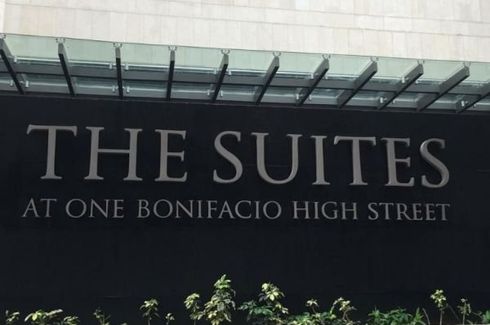 THE SUITES
AT ONE BONIFACIO HIGH STREET